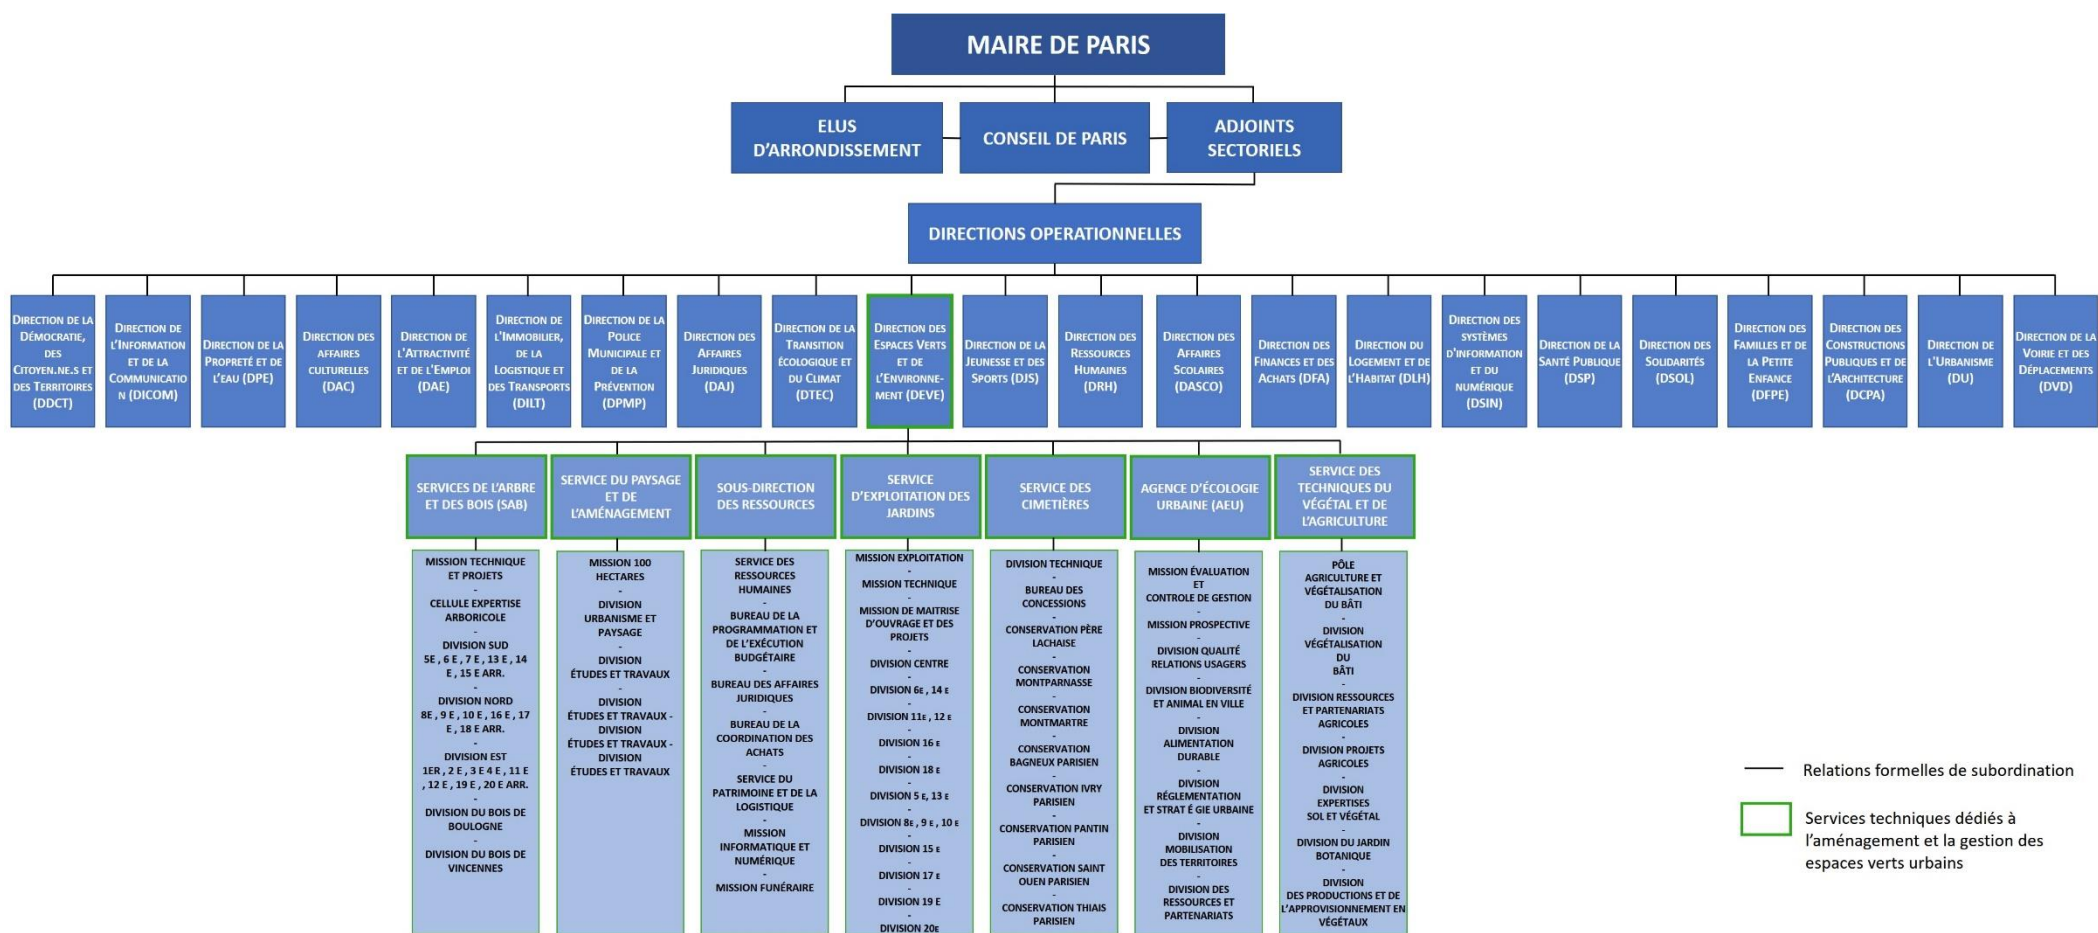 MAIRE DE PARIS
ELUS
D'ARRONDISSEMENT
CONSEIL DE PARIS
ADJOINTS
SECTORIELS
DIRECTIONS OPERATIONNELLES
DIRECTION DE LA
DÉMOCRATIE,
DES
CITOYEN.NE.S ET
DES TERRITOIRES
(DDCT)
DIRECTION DE
L'INFORMATION
ET DE LA
COMMUNICATIO
N (DICOM)
DIRECTION DE LA
PROPRETÉ ET DE
L'EAU (DPE)
DIRECTION DES
AFFAIRES
CULTURELLES
(DAC)
DIRECTION DE
L'ATTRACTIVITÉ
ET DE L'EMPLOI
(DAE)
DIRECTION DE
L'IMMOBILIER,
DE LA
LOGISTIQUE ET
DES TRANSPORTS
(DILT)
DIRECTION DE LA
POLICE
MUNICIPALE ET
DE LA
PRÉVENTION
(DPMP)
DIRECTION DES
AFFAIRES
JURIDIQUES
(DAJ)
DIRECTION DE LA
TRANSITION
ÉCOLOGIQUE ET
DU CLIMAT
(DTEC)
DIRECTION DES
ESPACES VERTS
ET DE
L'ENVIRONNE-
MENT (DEVE)
DIRECTION DE LA
JEUNESSE ET DES
SPORTS (DJS)
DIRECTION DES
RESSOURCES
HUMAINES
(DRH)
DIRECTION DES
AFFAIRES
SCOLAIRES
(DASCO)
DIRECTION DES
FINANCES ET DES
ACHATS (DFA)
DIRECTION DU
LOGEMENT ET DE
L'HABITAT (DLH)
DIRECTION DES
SYSTÈMES
D'INFORMATION
ET DU
NUMÉRIQUE
(DSIN)
DIRECTION DE LA
SANTÉ PUBLIQUE
(DSP)
DIRECTION DES
SOLIDARITÉS
(DSOL)
DIRECTION DES
FAMILLES ET DE
LA PETITE
ENFANCE
(DFPE)
DIRECTION DES
CONSTRUCTIONS
PUBLIQUES ET DE
L'ARCHITECTURE
(DCPA)
DIRECTION DE
L'URBANISME
(DU)
DIRECTION DE LA
VOIRIE ET DES
DÉPLACEMENTS
(DVD)
SERVICES DE L'ARBRE
ET DES BOIS (SAB)
SERVICE DU PAYSAGE
ET DE
L'AMÉNAGEMENT
SOUS-DIRECTION
DES RESSOURCES
SERVICE
D'EXPLOITATION DES
JARDINS
SERVICE DES
CIMETIÈRES
AGENCE D'ÉCOLOGIE
URBAINE (AEU)
SERVICE DES
TECHNIQUES DU
VÉGÉTAL ET DE
L'AGRICULTURE
MISSION TECHNIQUE
ET PROJETS
-
CELLULE EXPERTISE
ARBORICOLE
-
DIVISION SUD
5E , 6 E , 7 E , 13 E , 14
E , 15 E ARR.
-
DIVISION NORD
8E , 9 E , 10 E , 16 E , 17
E , 18 E ARR.
-
DIVISION EST
1ER , 2 E , 3 E 4 E , 11 E
, 12 E , 19 E , 20 E ARR.
-
DIVISION DU BOIS DE
BOULOGNE
-
DIVISION DU BOIS DE
VINCENNES
MISSION 100
HECTARES
-
DIVISION
URBANISME ET
PAYSAGE
-
DIVISION
ÉTUDES ET TRAVAUX
-
DIVISION
ÉTUDES ET TRAVAUX -
DIVISION
ÉTUDES ET TRAVAUX -
DIVISION
ÉTUDES ET TRAVAUX
SERVICE DES
RESSOURCES
HUMAINES
-
BUREAU DE LA
PROGRAMMATION ET
DE L'EXÉCUTION
BUDGÉTAIRE
-
BUREAU DES AFFAIRES
JURIDIQUES
-
BUREAU DE LA
COORDINATION DES
ACHATS
-
SERVICE DU
PATRIMOINE ET DE LA
LOGISTIQUE
-
MISSION
INFORMATIQUE ET
NUMÉRIQUE
-
MISSION FUNÉRAIRE
MISSION EXPLOITATION
-
MISSION TECHNIQUE
-
MISSION DE MAITRISE
D'OUVRAGE ET DES
PROJETS
-
DIVISION CENTRE
-
DIVISION 6E , 14 E
-
DIVISION 11E , 12 E
-
DIVISION 16 E
-
DIVISION 18 E
-
DIVISION 5 E, 13 E
-
DIVISION 8E , 9 E , 10 E
-
DIVISION 15 E
-
DIVISION 17 E
-
DIVISION 19 E
-
DIVISION 20E
DIVISION TECHNIQUE
-
BUREAU DES
CONCESSIONS
-
CONSERVATION PÈRE
LACHAISE
-
CONSERVATION
MONTPARNASSE
-
CONSERVATION
MONTMARTRE
-
CONSERVATION
BAGNEUX PARISIEN
-
CONSERVATION IVRY
PARISIEN
-
CONSERVATION PANTIN
PARISIEN
-
CONSERVATION SAINT
OUEN PARISIEN
-
CONSERVATION THIAIS
PARISIEN
MISSION ÉVALUATION
ET
CONTROLE DE GESTION
-
MISSION PROSPECTIVE
-
DIVISION QUALITÉ
RELATIONS USAGERS
-
DIVISION BIODIVERSITÉ
ET ANIMAL EN VILLE
-
DIVISION
ALIMENTATION
DURABLE
-
DIVISION
RÉGLEMENTATION
ET STRAT É GIE URBAINE
-
DIVISION
MOBILISATION
DES TERRITOIRES
-
DIVISION DES
RESSOURCES ET
PARTENARIATS
PÔLE
AGRICULTURE ET
VÉGÉTALISATION
DU BÂTI
-
DIVISION
VÉGÉTALISATION
DU
BÂTI
-
DIVISION RESSOURCES
ET PARTENARIATS
AGRICOLES
-
DIVISION PROJETS
AGRICOLES
-
DIVISION
EXPERTISES
SOL ET VÉGÉTAL
-
DIVISION DU JARDIN
BOTANIQUE
-
DIVISION
DES PRODUCTIONS ET DE
L'APPROVISIONNEMENT EN
VÉGÉTAUX
Relations formelles de subordination
Services techniques dédiés à
l'aménagement et la gestion des
espaces verts urbains